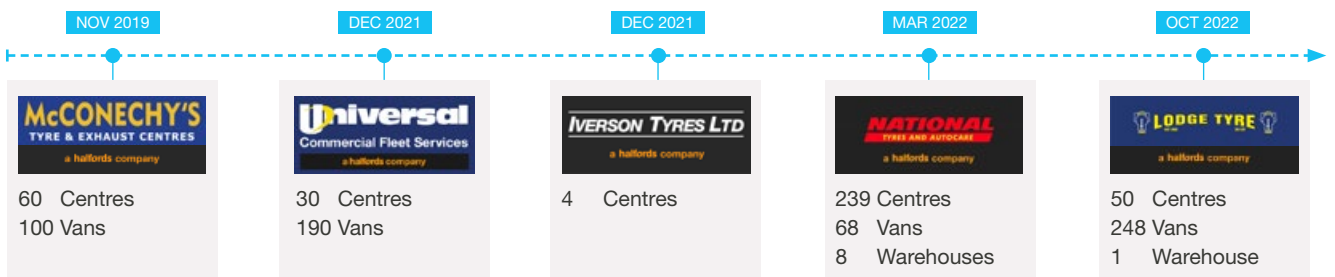 NOV 2019
DEC 2021
DEC 2021
MAR 2022
OCT 2022
McCONECHY'S
TYRE & EXHAUST CENTRES
a halfords company
60 Centres
100 Vans
Universal
Commercial Fleet Services
a halfords company
30 Centres
190 Vans
IVERSON TYRES LTD
a halfords company
4 Centres
NATIONAL
TYRES AND AUTOCARE
a halfords company
239 Centres
68 Vans
8 Warehouses
LODGE TYRE
a halfords company
50 Centres
248 Vans
1 Warehouse